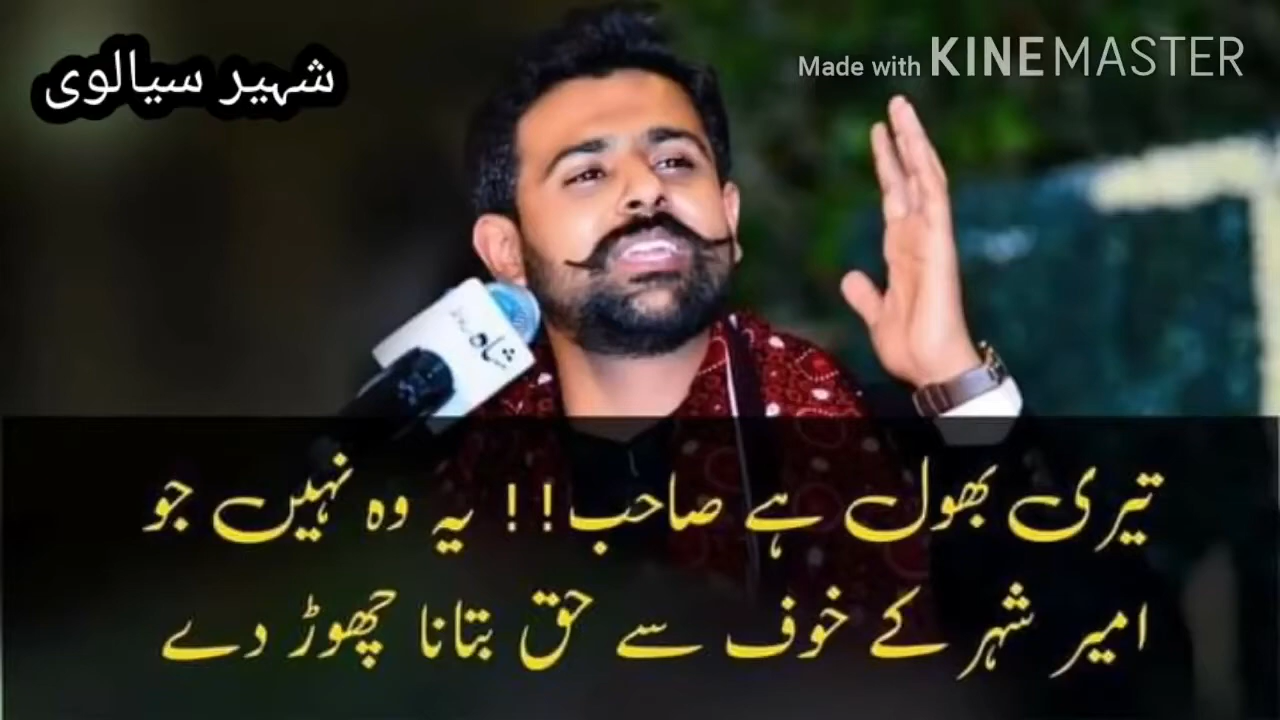 شہیر سیالوی
Made with KINEMASTER
شاہ
تیری بھول ہے صاحب!! یہ وہ نہیں جو
امیر شہر کے خوف سے حق بتانا چھوڑ دے